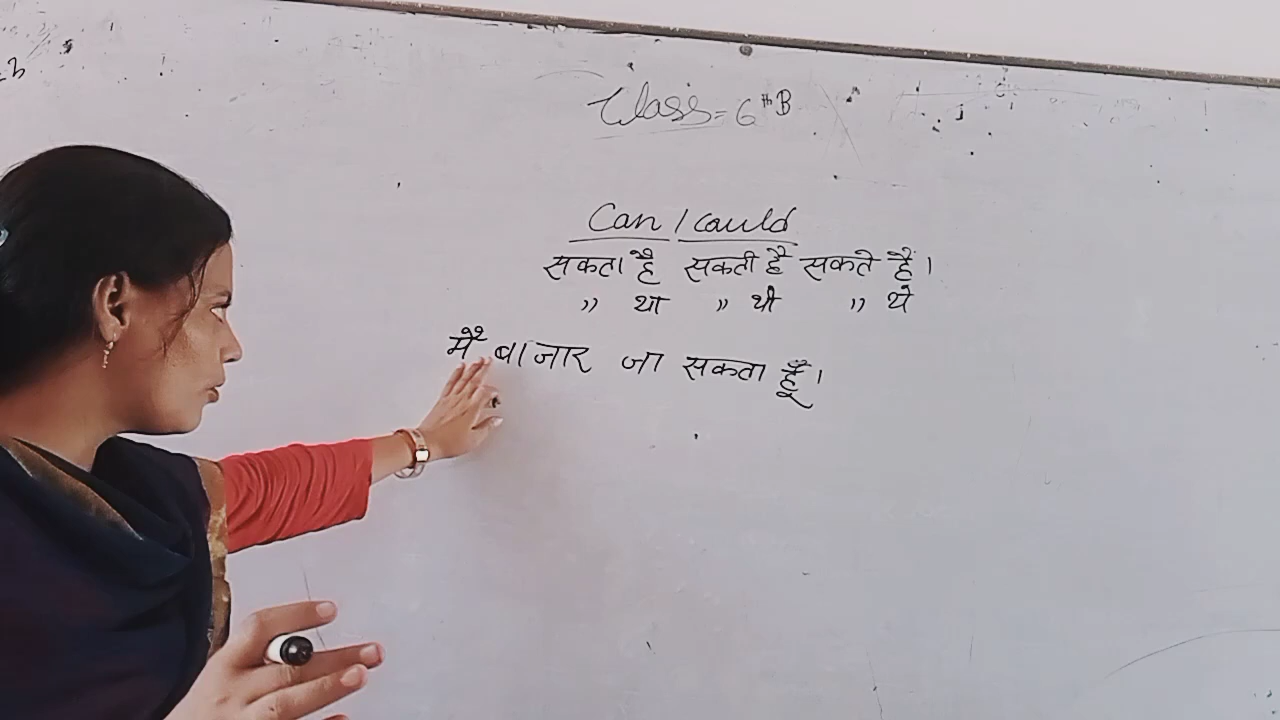 Class = 6th B
Can / could
सकता है सकती है सकते हैं।
,, था ,, थी ,, थे
मैं बाजार जा सकता हूँ।